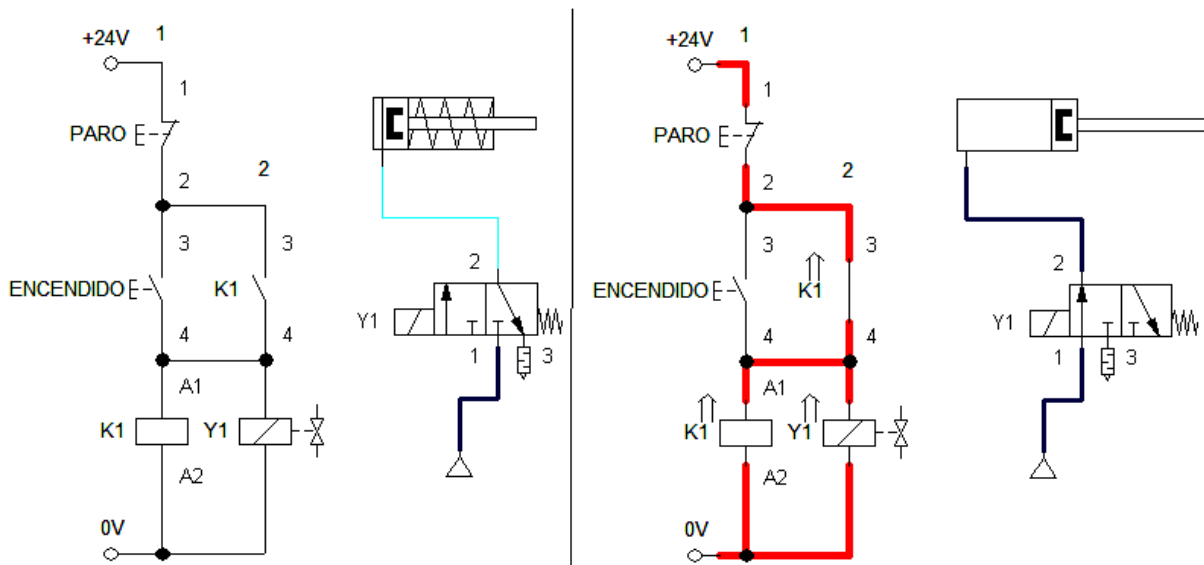 +24V 1
1
PARO
2 2
3 3
ENCENDIDO K1
4 4
A1
K1 Y1
A2
0V
2
Y1
1 3
+24V 1
1
PARO
2 2
3 3
ENCENDIDO K1
4 4
A1
K1 Y1
A2
0V
2
Y1
1 3